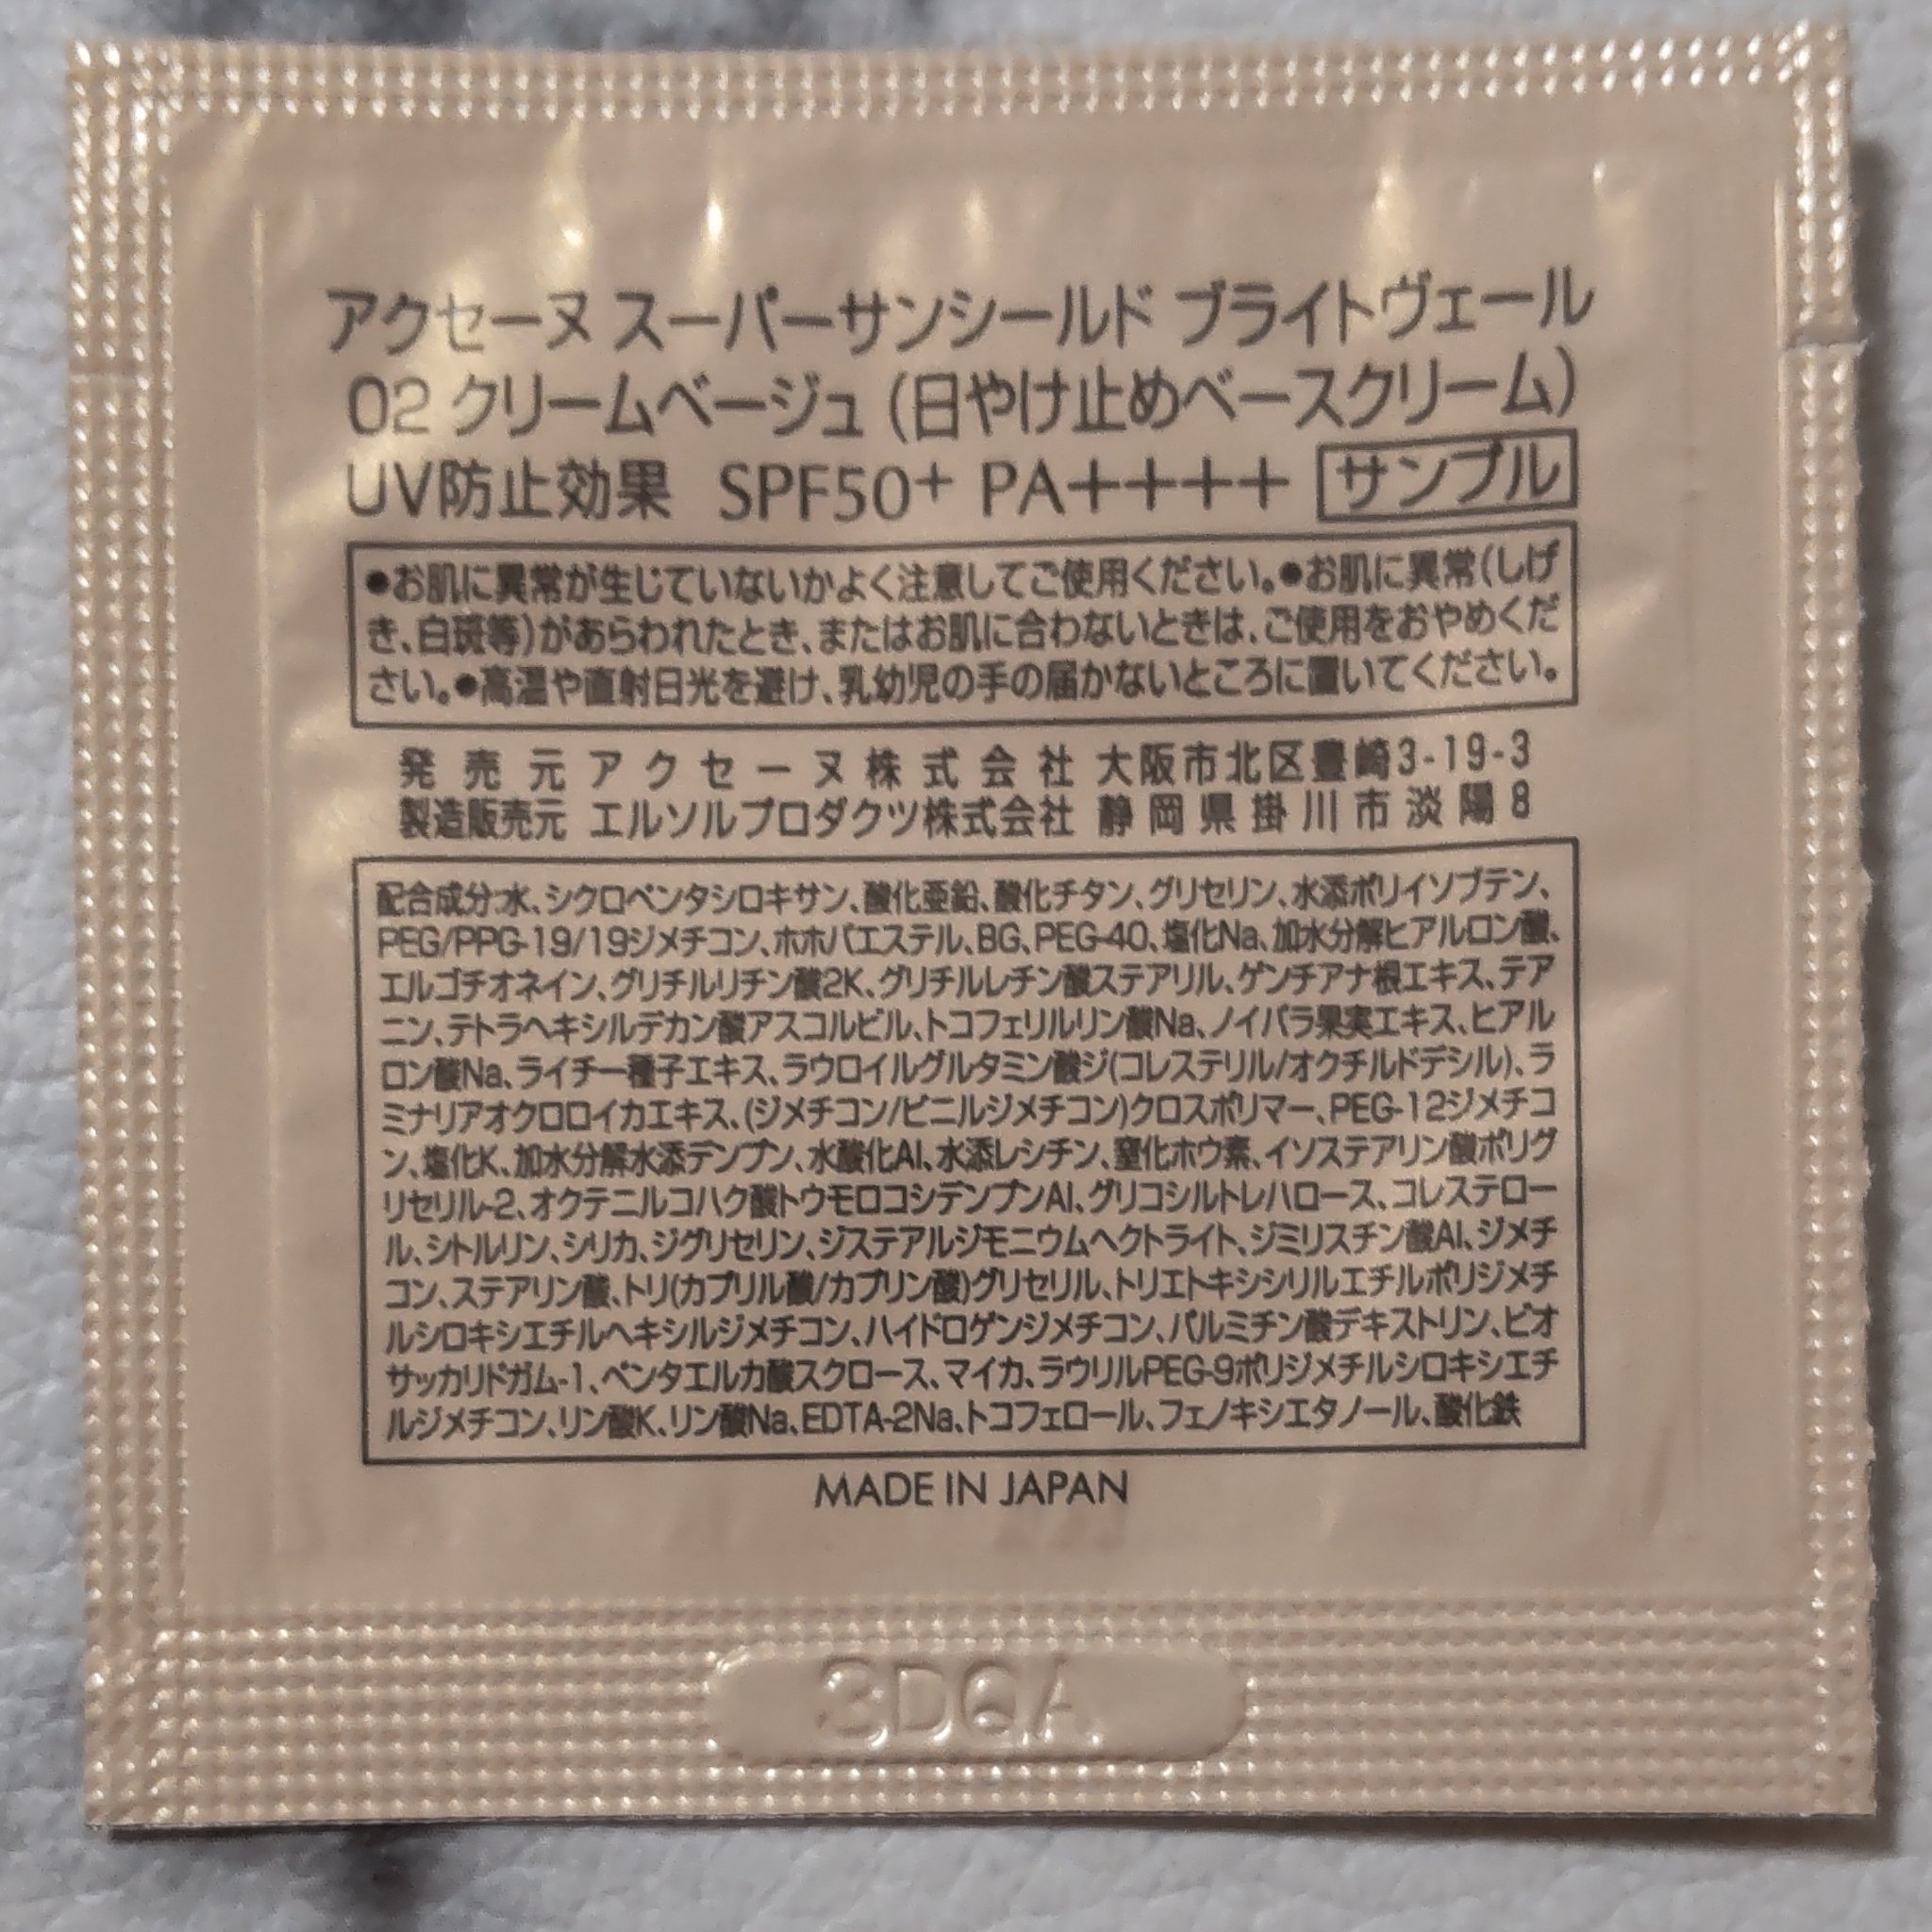 アクセーヌ スーパーサンシールド ブライトヴェール
02 クリームベージュ (日やけ止めベースクリーム)
UV防止効果 SPF50+ PA++++ サンプル
●お肌に異常が生じていないかよく注意してご使用ください。●お肌に異常(しげ
き、白斑等)があらわれたとき、またはお肌に合わないときは、ご使用をおやめくだ
さい。●高温や直射日光を避け、乳幼児の手の届かないところに置いてください。
発売元 アクセーヌ株式会社 大阪市北区豊崎3-19-3
製造販売元 エルソルプロダクツ株式会社 静岡県掛川市淡陽8
配合成分:水、シクロペンタシロキサン、酸化亜鉛、酸化チタン、グリセリン、水添ポリイソブテン、
PEG/PPG-19/19ジメチコン、ホホバエステル、BG、PEG-40、塩化Na、加水分解ヒアルロン酸、
エルゴチオネイン、グリチルリチン酸2K、グリチルレチン酸ステアリル、ゲンチアナ根エキス、テア
ニン、テトラヘキシルデカン酸アスコルビル、トコフェリルリン酸Na、ノイバラ果実エキス、ヒアル
ロン酸Na、ライチー種子エキス、ラウロイルグルタミン酸ジ(コレステリル/オクチルドデシル)、ラ
ミナリアオクロロイカエキス、(ジメチコン/ビニルジメチコン)クロスポリマー、PEG-12ジメチコ
ン、塩化K、加水分解水添デンプン、水酸化Al、水添レシチン、窒化ホウ素、イソステアリン酸ポリグ
リセリル-2、オクテニルコハク酸トウモロコシデンプンAl、グリコシルトレハロース、コレステロー
ル、シトルリン、シリカ、ジグリセリン、ジステアルジモニウムヘクトライト、ジミリスチン酸Al、ジメチ
コン、ステアリン酸、トリ(カプリル酸/カプリン酸)グリセリル、トリエトキシシリルエチルポリジメチ
ルシロキシエチルヘキシルジメチコン、ハイドロゲンジメチコン、パルミチン酸デキストリン、ビオ
サッカリドガム-1、ペンタエルカ酸スクロース、マイカ、ラウリルPEG-9ポリジメチルシロキシエチ
ルジメチコン、リン酸K、リン酸Na、EDTA-2Na、トコフェロール、フェノキシエタノール、酸化鉄
MADE IN JAPAN
3DQA